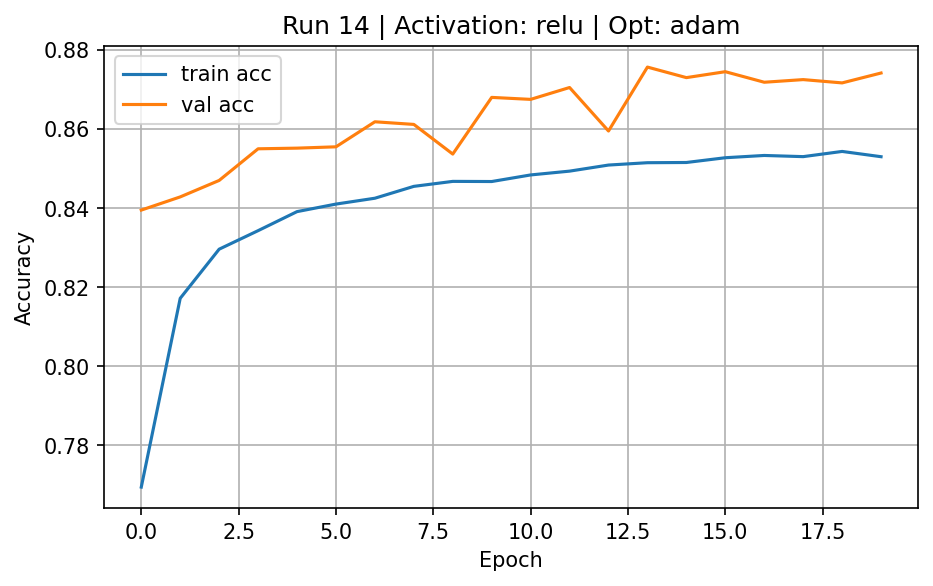 Run 14 | Activation: relu | Opt: adam
train acc
val acc
0.88
0.86
0.84
0.82
0.80
0.78
Accuracy
0.0 2.5 5.0 7.5 10.0 12.5 15.0 17.5
Epoch